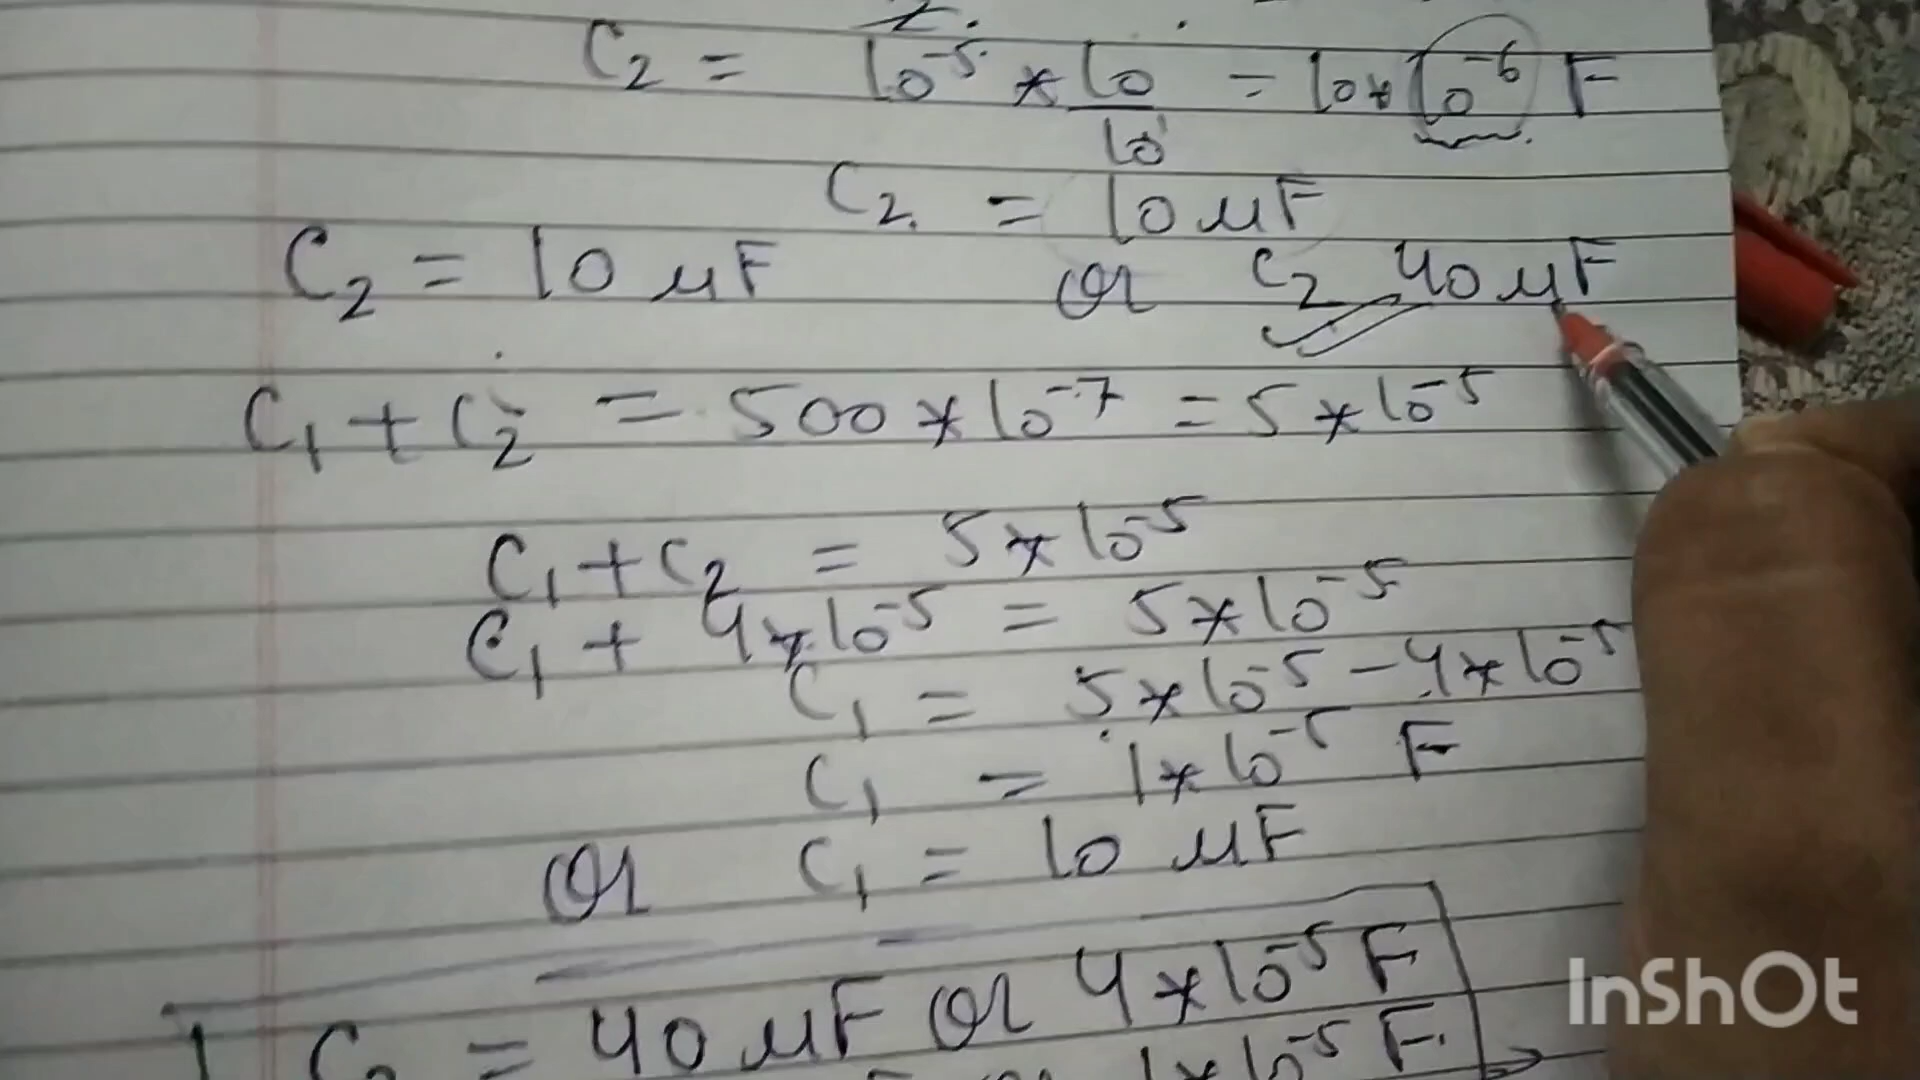 C₂ = 10⁻⁵ * 10/10 = 10 * 10⁻⁶ F
C₂ = 10 μF
C₂ = 10 μF or C₂ 40 μF
C₁ + C₂ = 500 * 10⁻⁷ = 5 * 10⁻⁵
C₁ + C₂ = 5 * 10⁻⁵
C₁ + 4 * 10⁻⁵ = 5 * 10⁻⁵
C₁ = 5 * 10⁻⁵ - 4 * 10⁻⁵
C₁ = 1 * 10⁻⁵ F
or C₁ = 10 μF
C₂ = 40 μF or 4 * 10⁻⁵ F
1 * 10⁻⁵ F.
InShOt